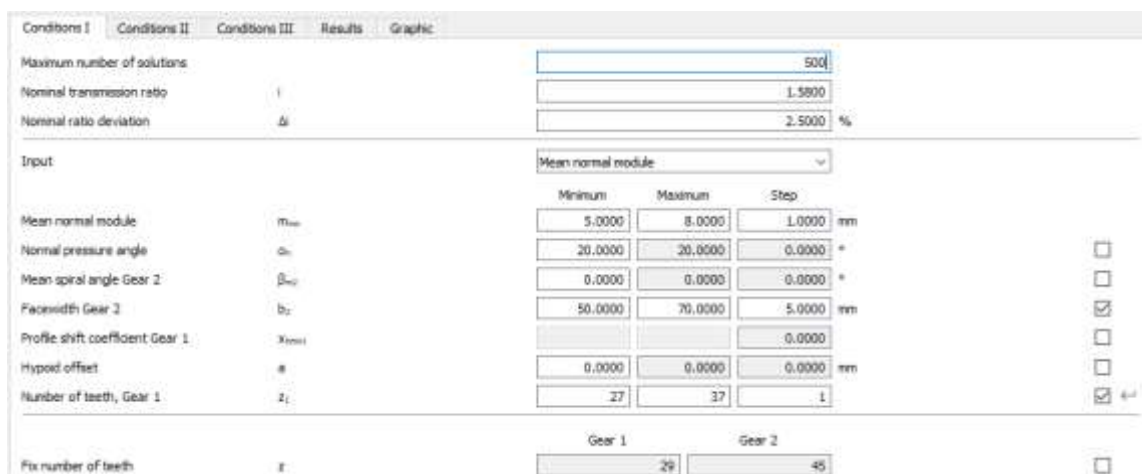 Conditions I Conditions II Conditions III Results Graphic
Maximum number of solutions 500
Nominal transmission ratio i 1.5800
Nominal ratio deviation Δi 2.5000 %
Input Mean normal module
Minimum Maximum Step
Mean normal module 5.0000 8.0000 1.0000 mm
Normal pressure angle αn 20.0000 20.0000 0.0000 °
Mean spiral angle Gear 2 βm2 0.0000 0.0000 0.0000 °
Facewidth Gear 2 b₂ 50.0000 70.0000 5.0000 mm
Profile shift coefficient Gear 1 0.0000
Hypoid offset a 0.0000 0.0000 0.0000 mm
Number of teeth, Gear 1 z₁ 27 37 1
Gear 1 Gear 2
Fix number of teeth z 29 45